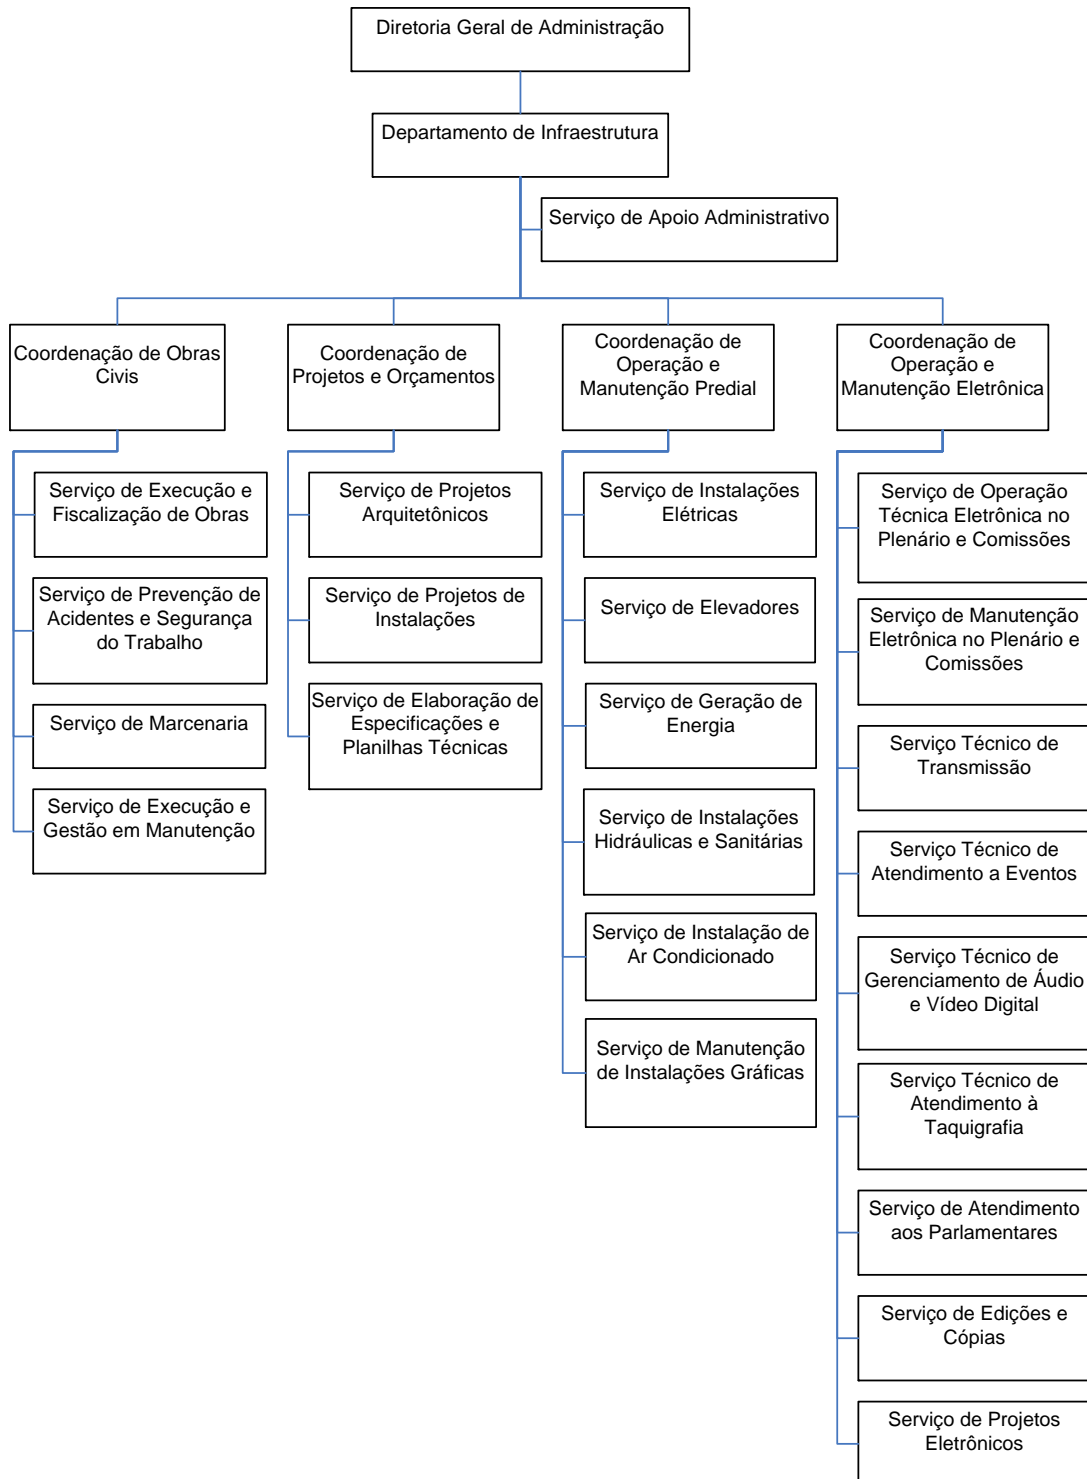 Diretoria Geral de Administração
Departamento de Infraestrutura
Serviço de Apoio Administrativo
Coordenação de Obras
Civis
Coordenação de
Projetos e Orçamentos
Coordenação de
Operação e
Manutenção Predial
Coordenação de
Operação e
Manutenção Eletrônica
Serviço de Execução e
Fiscalização de Obras
Serviço de Prevenção de
Acidentes e Segurança
do Trabalho
Serviço de Marcenaria
Serviço de Execução e
Gestão em Manutenção
Serviço de Projetos
Arquitetônicos
Serviço de Projetos de
Instalações
Serviço de Elaboração de
Especificações e
Planilhas Técnicas
Serviço de Instalações
Elétricas
Serviço de Elevadores
Serviço de Geração de
Energia
Serviço de Instalações
Hidráulicas e Sanitárias
Serviço de Instalação de
Ar Condicionado
Serviço de Manutenção
de Instalações Gráficas
Serviço de Operação
Técnica Eletrônica no
Plenário e Comissões
Serviço de Manutenção
Eletrônica no Plenário e
Comissões
Serviço Técnico de
Transmissão
Serviço Técnico de
Atendimento a Eventos
Serviço Técnico de
Gerenciamento de Áudio
e Vídeo Digital
Serviço Técnico de
Atendimento à
Taquigrafia
Serviço de Atendimento
aos Parlamentares
Serviço de Edições e
Cópias
Serviço de Projetos
Eletrônicos